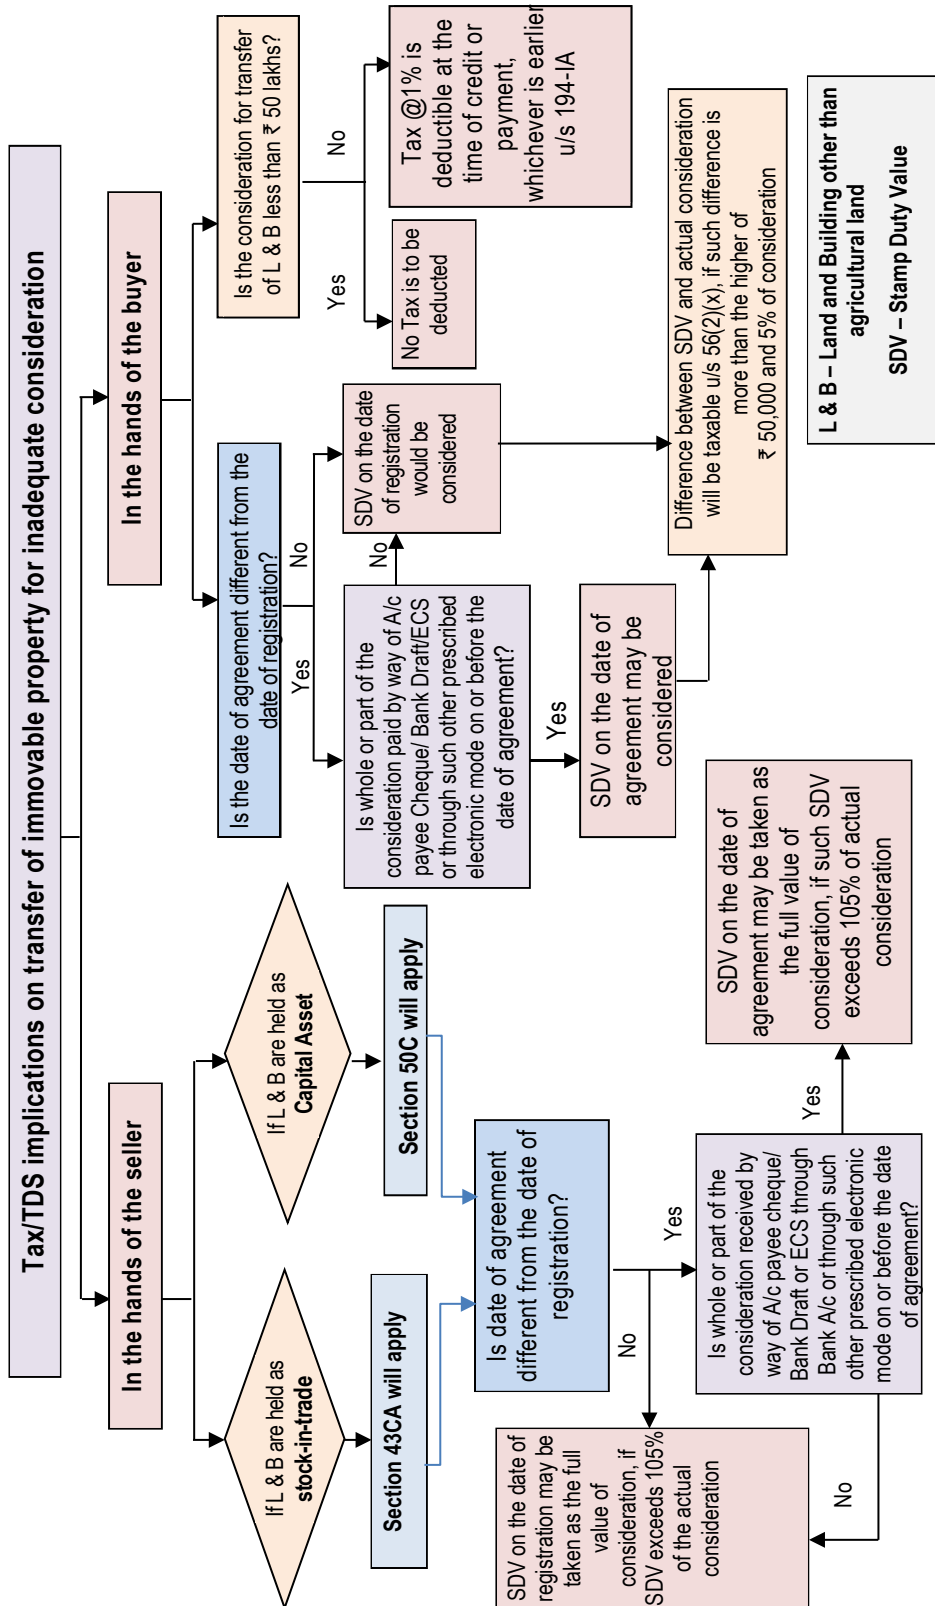 Tax/TDS implications on transfer of immovable property for inadequate consideration
In the hands of the seller
In the hands of the buyer
If L & B are held as
stock-in-trade
If L & B are held as
Capital Asset
Section 43CA will apply
Section 50C will apply
Is date of agreement
different from the date of
registration?
No
Yes
SDV on the date of
registration may be
taken as the full
value of
consideration, if
SDV exceeds 105%
of the actual
consideration
Is whole or part of the
consideration received by
way of A/c payee cheque/
Bank Draft or ECS through
Bank A/c or through such
other prescribed electronic
mode on or before the date
of agreement?
No
Yes
SDV on the date of
agreement may be taken as
the full value of
consideration, if such SDV
exceeds 105% of actual
consideration
Is the date of agreement different from the
date of registration?
Yes
No
Is whole or part of the
consideration paid by way of A/c
payee Cheque/ Bank Draft/ECS
or through such other prescribed
electronic mode on or before the
date of agreement?
No
SDV on the date
of registration
would be
considered
Yes
SDV on the date of
agreement may be
considered
Is the consideration for transfer
of L & B less than ₹ 50 lakhs?
Yes
No
No Tax is to be
deducted
Tax @1% is
deductible at the
time of credit or
payment,
whichever is earlier
u/s 194-IA
Difference between SDV and actual consideration
will be taxable u/s 56(2)(x), if such difference is
more than the higher of
₹ 50,000 and 5% of consideration
L & B – Land and Building other than
agricultural land
SDV – Stamp Duty Value